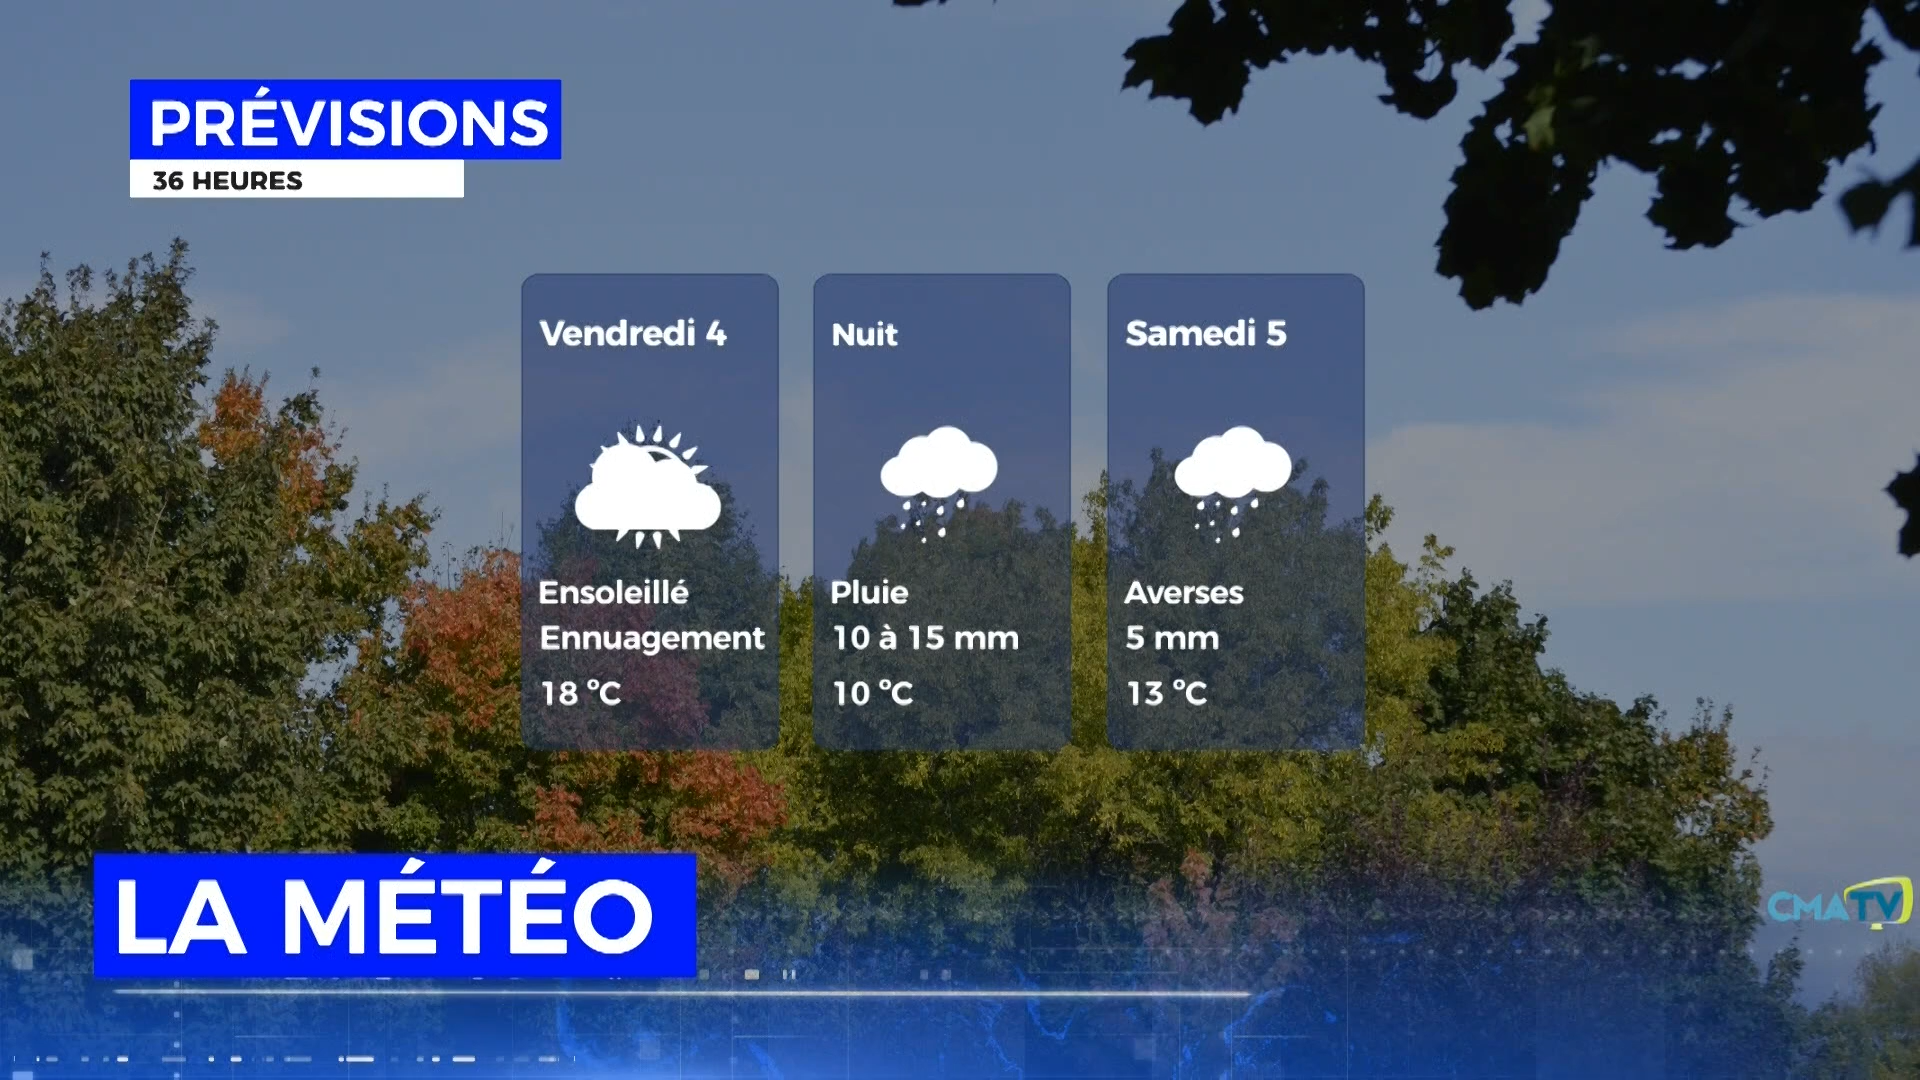 PRÉVISIONS
36 HEURES
Vendredi 4
Ensoleillé
Ennuagement
18 °C
Nuit
Pluie
10 à 15 mm
10 °C
Samedi 5
Averses
5 mm
13 °C
LA MÉTÉO
CMATV